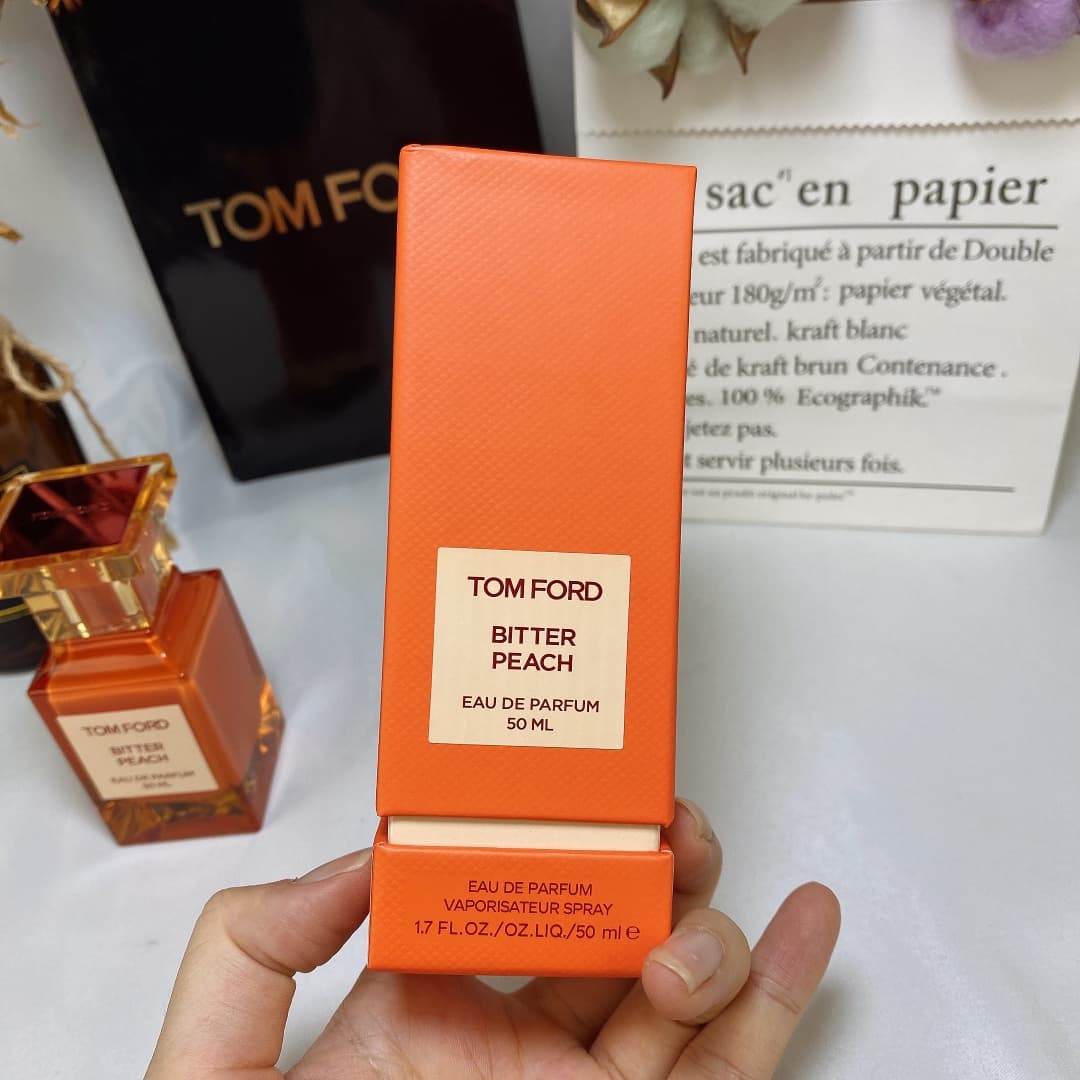 TOM FO
sac en papier
est fabriqué à partir de Double
eur 180g/m²: papier végétal.
naturel. kraft blanc
é de kraft brun Contenance.
es. 100 % Ecographik.™
jetez pas.
t servir plusieurs fois.
TOM FORD
BITTER
PEACH
EAU DE PARFUM
50 ML
EAU DE PARFUM
VAPORISATEUR SPRAY
1.7 FL.OZ./OZ.LIQ./50 ml e
TOM FORD
BITTER
PEACH
EAU DE PARFUM
50 ML